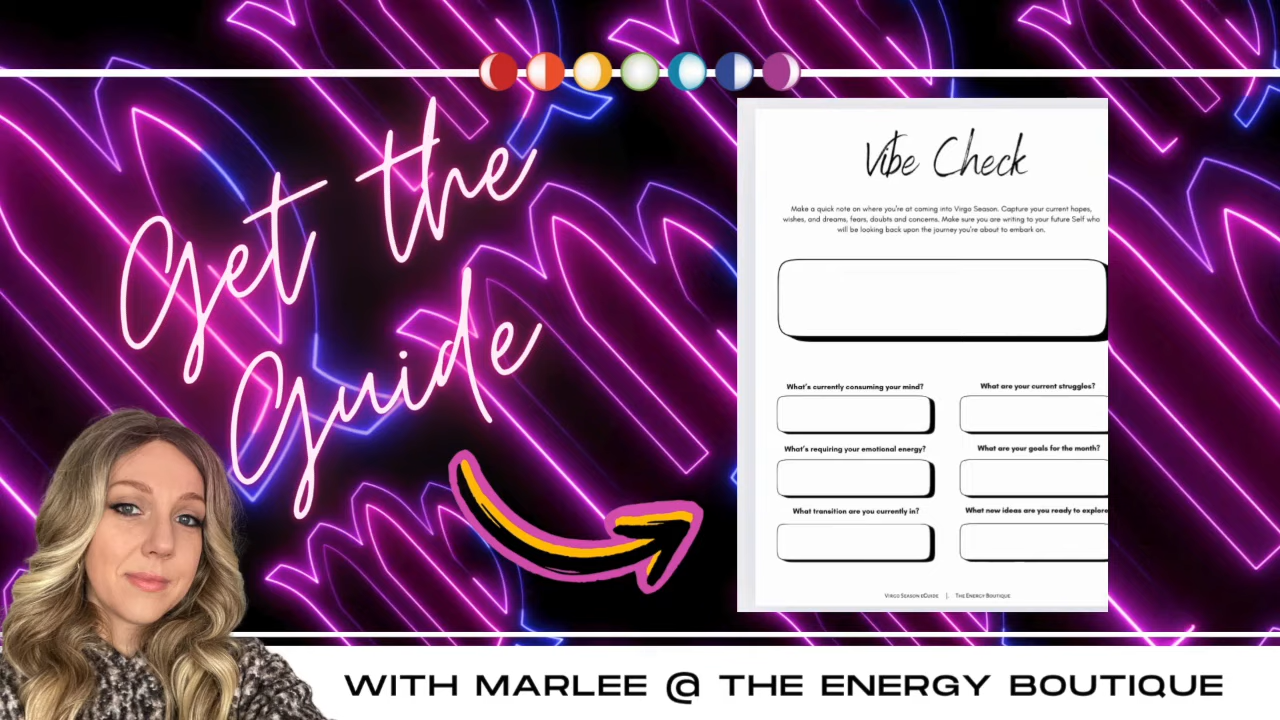 Get the
Guide
Vibe Check
Make a quick note on where you're at coming into Virgo Season. Capture your current hopes,
wishes, and dreams, fears, doubts and concerns. Make sure you are writing to your future Self who
will be looking back upon the journey you're about to embark on.
What's currently consuming your mind?
What are your current struggles?
What's requiring your emotional energy?
What are your goals for the month?
What transition are you currently in?
What new ideas are you ready to explore
Virgo Season eGuide | The Energy Boutique
WITH MARLEE @ THE ENERGY BOUTIQUE